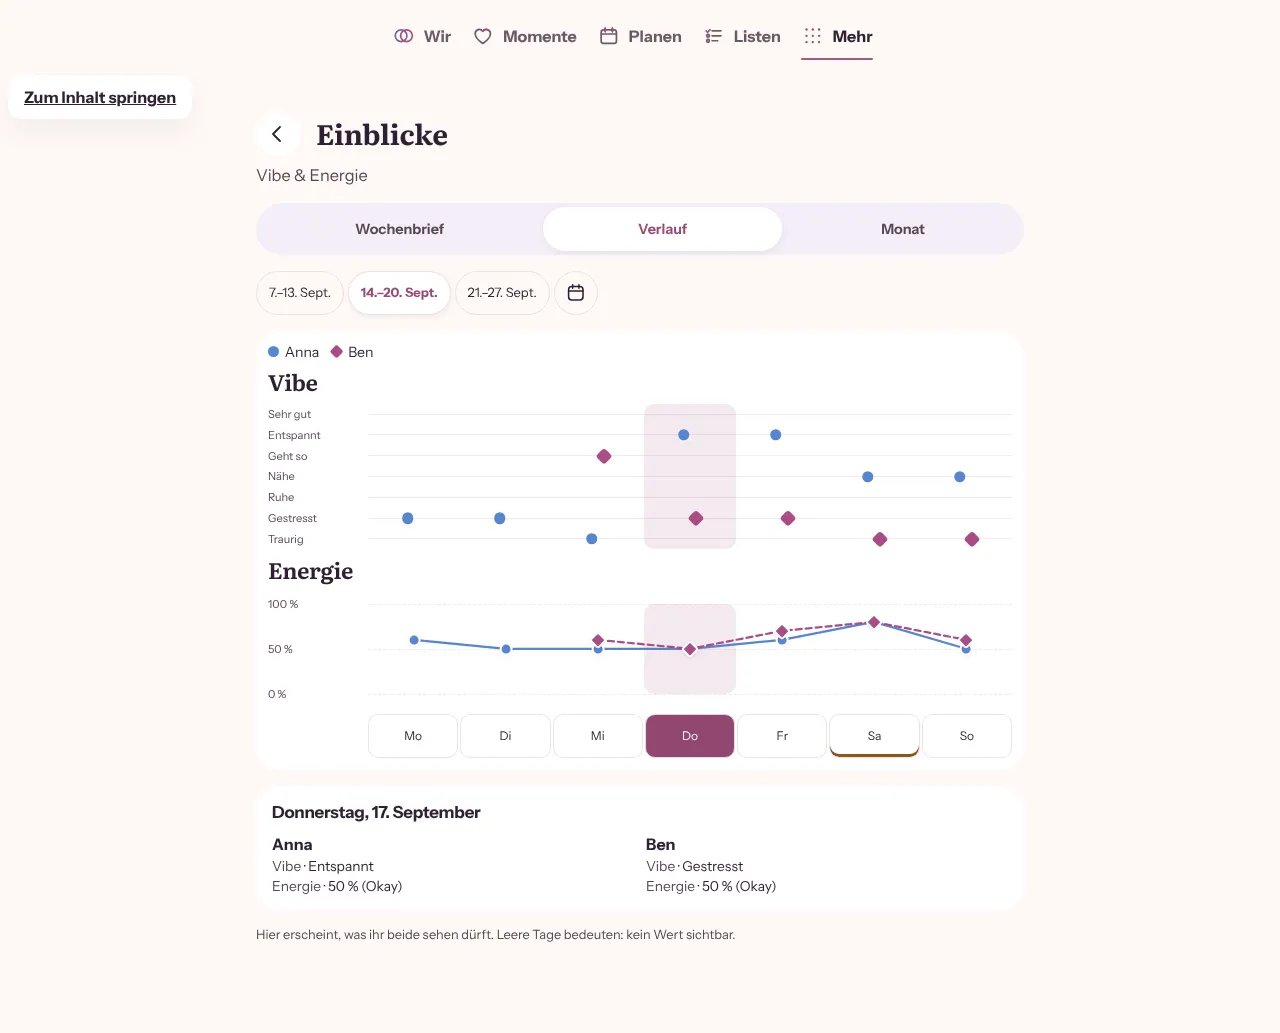 Wir Momente Planen Listen Mehr
Zum Inhalt springen
Einblicke
Vibe & Energie
Wochenbrief Verlauf Monat
7.–13. Sept. 14.–20. Sept. 21.–27. Sept.
Anna Ben
Vibe
Sehr gut
Entspannt
Geht so
Nähe
Ruhe
Gestresst
Traurig
Energie
100 %
50 %
0 %
Mo Di Mi Do Fr Sa So
Donnerstag, 17. September
Anna Ben
Vibe · Entspannt Vibe · Gestresst
Energie · 50 % (Okay) Energie · 50 % (Okay)
Hier erscheint, was ihr beide sehen dürft. Leere Tage bedeuten: kein Wert sichtbar.